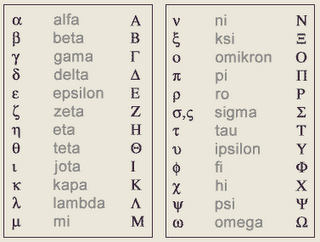 α alfa Α
β beta Β
γ gama Γ
δ delta Δ
ε epsilon Ε
ζ zeta Ζ
η eta Η
θ teta Θ
ι jota Ι
κ kapa Κ
λ lambda Λ
μ mi Μ
ν ni Ν
ξ ksi Ξ
ο omikron Ο
π pi Π
ρ ro Ρ
σ,ς sigma Σ
τ tau Τ
υ ipsilon Υ
φ fi Φ
χ hi Χ
ψ psi Ψ
ω omega Ω